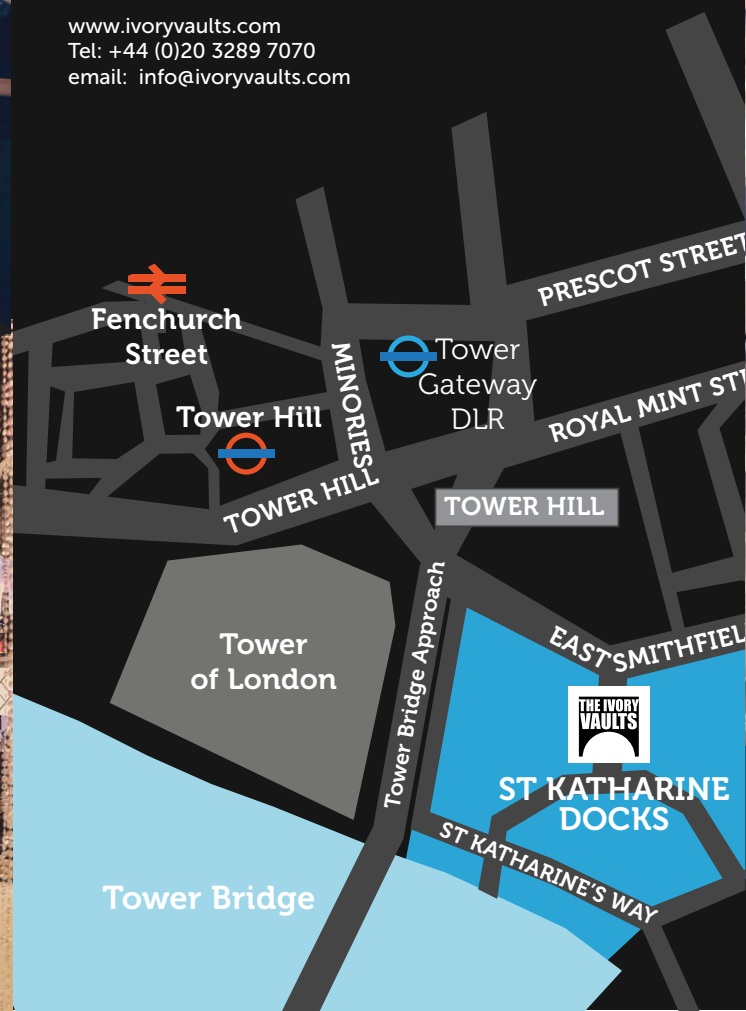 www.ivoryvaults.com
Tel: +44 (0)20 3289 7070
email: info@ivoryvaults.com
PRESCOT STREET
Fenchurch
Street
MINORIES
Tower
Gateway
DLR
ROYAL MINT
Tower Hill
TOWER HILL
TOWER HILL
Tower Bridge Approach
Tower
of London
EAST SMITHFIEL
THE IVORY
VAULTS
ST KATHARINE
DOCKS
ST KATHARINE'S WAY
Tower Bridge